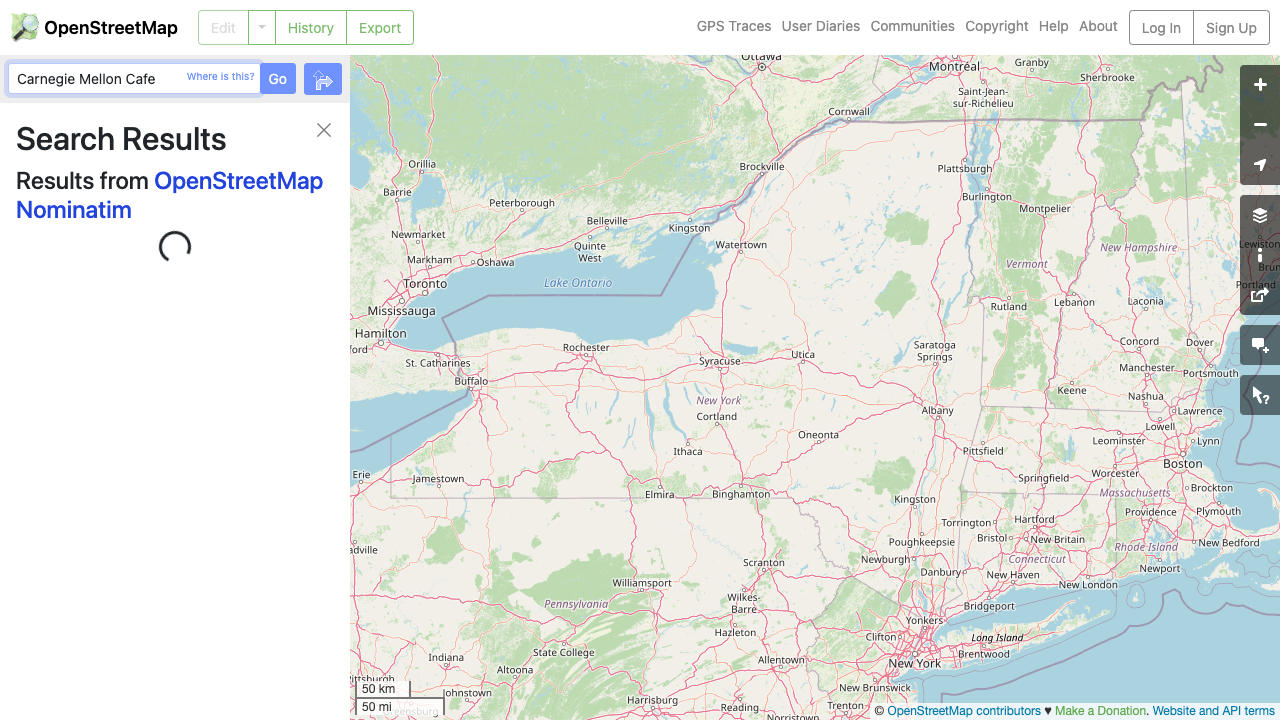 OpenStreetMap
Edit
History
Export
GPS Traces
User Diaries
Communities
Copyright
Help
About
Log In
Sign Up
Carnegie Mellon Cafe
Where is this?
Go
Search Results
Results from OpenStreetMap
Nominatim
Ottawa
Montréal
Granby
Sherbrooke
Saint-Jean-
sur-Richelieu
Cornwall
Orillia
Brockville
Plattsburgh
Barrie
Peterborough
Burlington
Montpelier
Belleville
Kingston
Newmarket
Quinte
West
Watertown
New Hampshire
Lewiston
Markham
Oshawa
Vermont
Toronto
Lake Ontario
Portland
Lebanon
Laconia
Rutland
Mississauga
Hamilton
Concord
Dover
Rochester
Saratoga
Springs
St. Catharines
Syracuse
Utica
Manchester
Portsmouth
Buffalo
Keene
Nashua
New York
Cortland
Albany
Lawrence
Lowell
Oneonta
Leominster
Lynn
Ithaca
Pittsfield
Boston
Erie
Jamestown
Worcester
Springfield
Elmira
Binghamton
Massachusetts
Brockton
Kingston
Providence
Plymouth
Torrington
Hartford
Bristol
New Britain
Poughkeepsie
Rhode Island
New Bedford
Newburgh
Connecticut
Scranton
Danbury
New Haven
Newport
New London
Williamsport
Wilkes-
Barre
Pennsylvania
Bridgeport
Yonkers
Hazleton
Clifton
Long Island
State College
Brentwood
Indiana
Allentown
New York
Altoona
New Brunswick
50 km
Harrisburg
Reading
Trenton
50 mi
Greensburg
Norristown
© OpenStreetMap contributors ♥ Make a Donation. Website and API terms